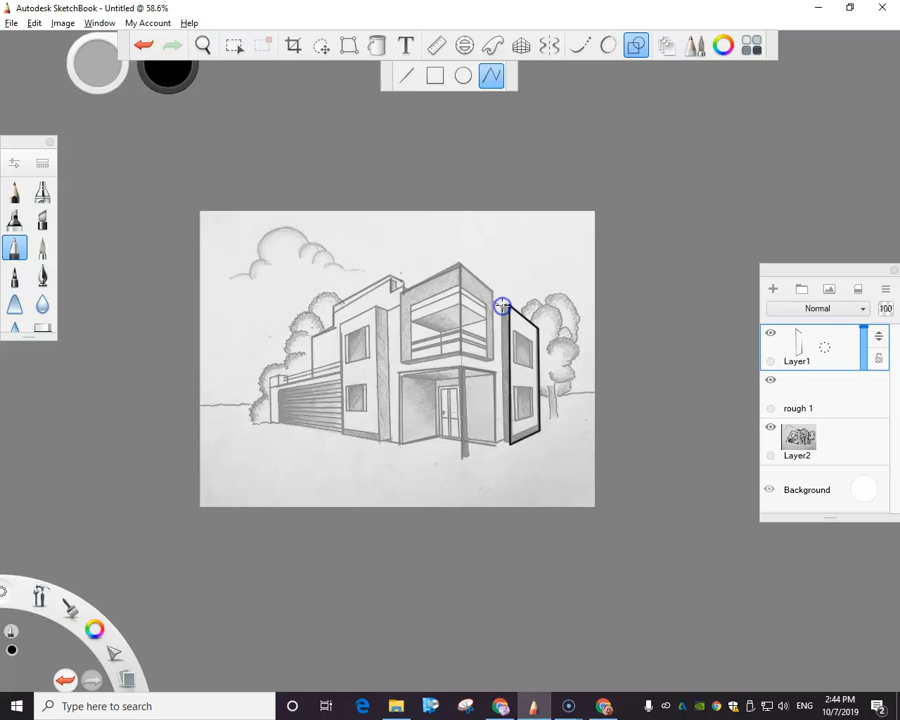 Autodesk SketchBook - Untitled @ 58.6%
File Edit Image Window My Account Help
T
Normal
100
Layer1
rough 1
Layer2
Background
Type here to search
ENG
2:44 PM
10/7/2019
2